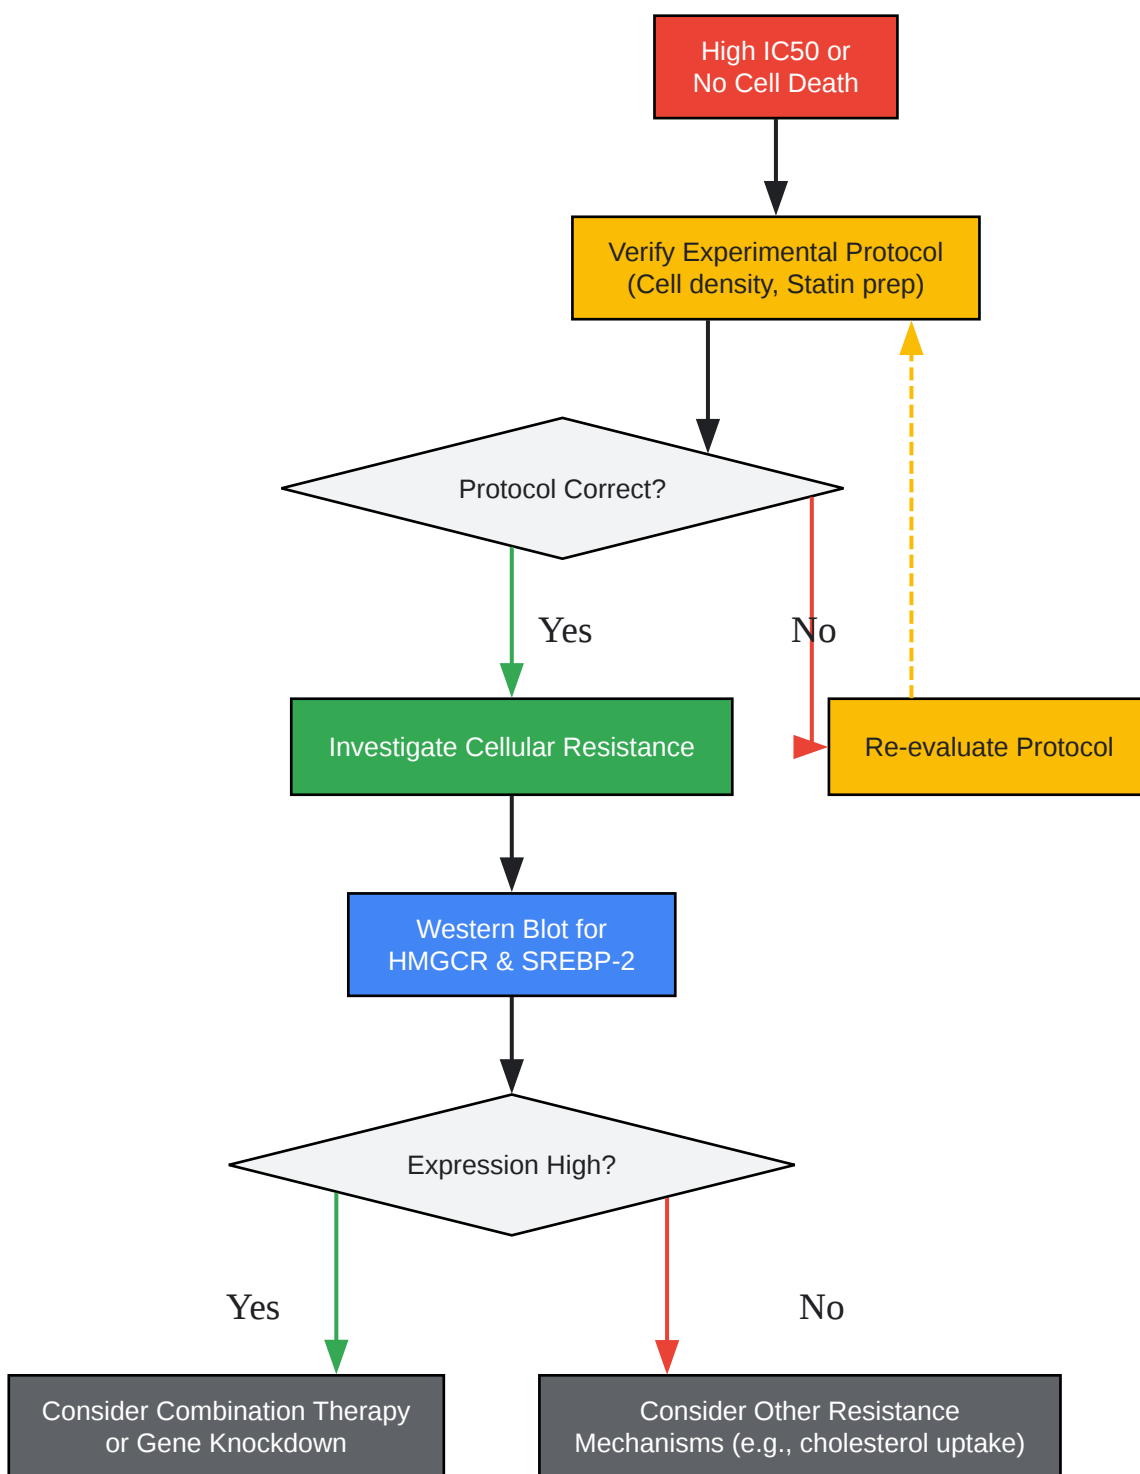 High IC50 or
No Cell Death
Verify Experimental Protocol
(Cell density, Statin prep)
Protocol Correct?
Yes
No
Investigate Cellular Resistance
Re-evaluate Protocol
Western Blot for
HMGCR & SREBP-2
Expression High?
Yes
No
Consider Combination Therapy
or Gene Knockdown
Consider Other Resistance
Mechanisms (e.g., cholesterol uptake)